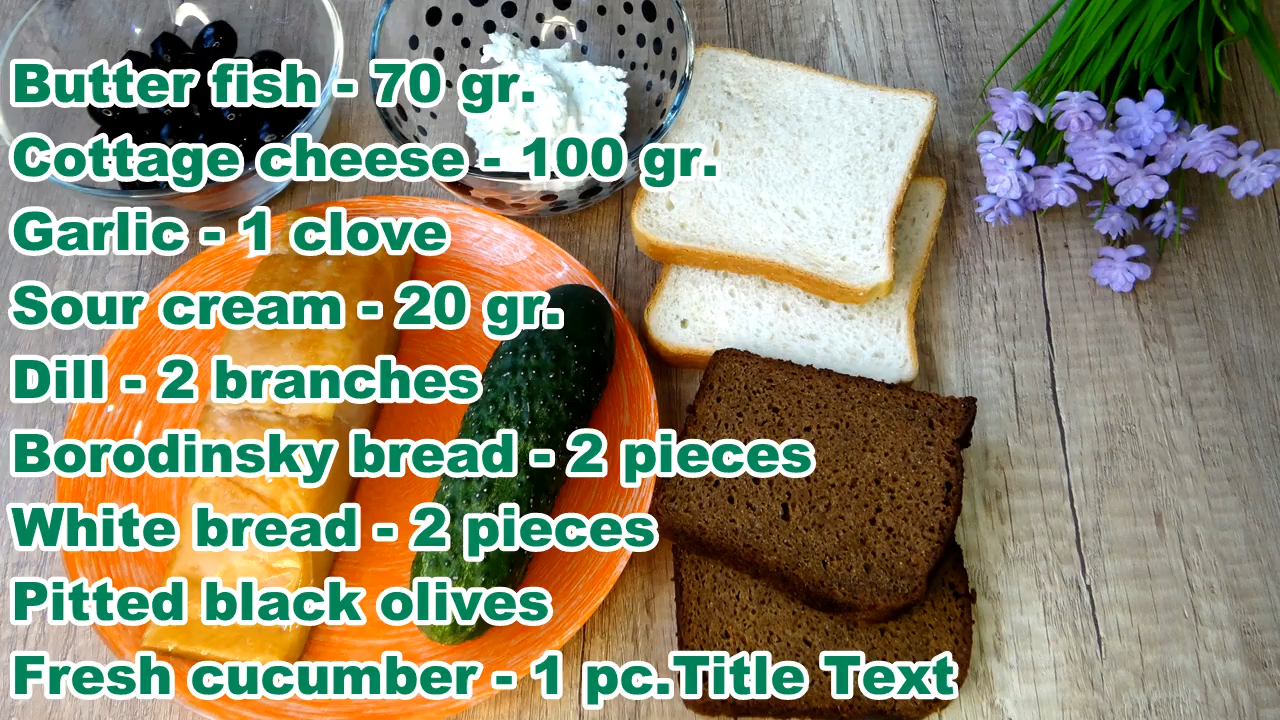 Butter fish - 70 gr.
Cottage cheese - 100 gr.
Garlic - 1 clove
Sour cream - 20 gr.
Dill - 2 branches
Borodinsky bread - 2 pieces
White bread - 2 pieces
Pitted black olives
Fresh cucumber - 1 pc.Title Text